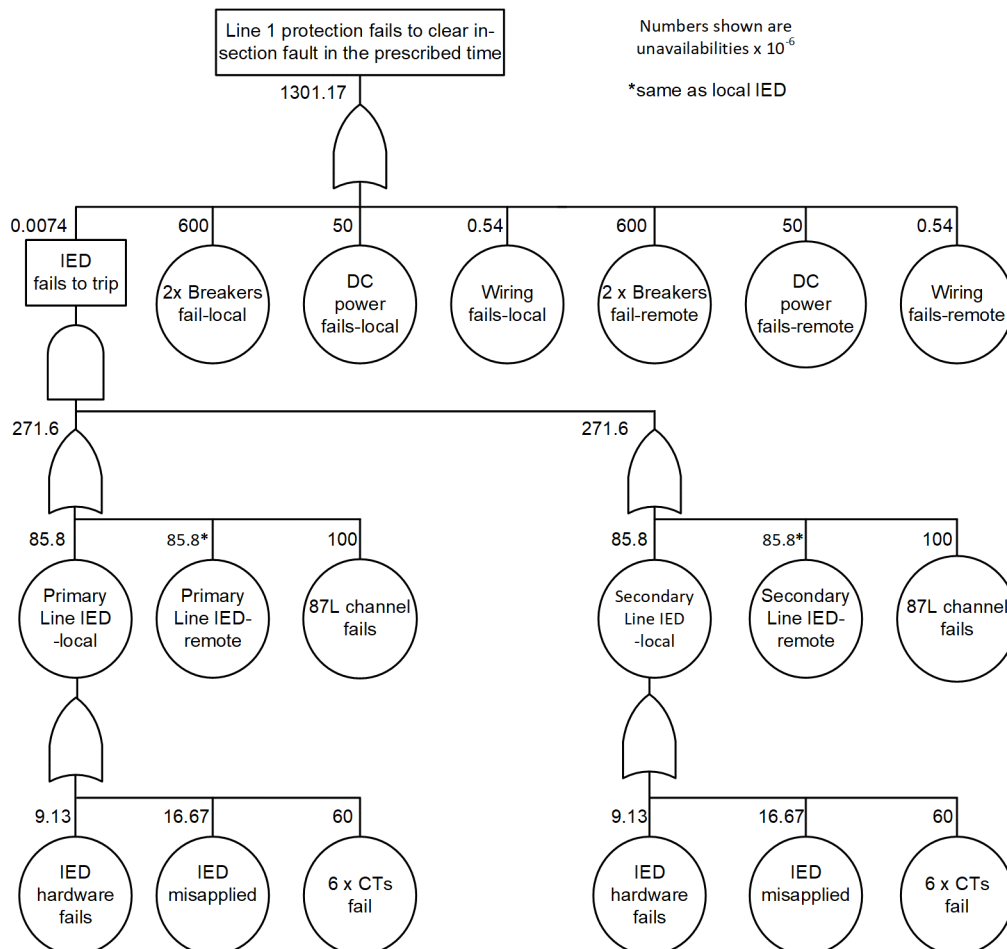 Line 1 protection fails to clear in-
section fault in the prescribed time
Numbers shown are
unavailabilities x 10⁻⁶
*same as local IED
1301.17
0.0074
600
50
0.54
600
50
0.54
IED
fails to trip
2x Breakers
fail-local
DC
power
fails-local
Wiring
fails-local
2 x Breakers
fail-remote
DC
power
fails-remote
Wiring
fails-remote
271.6
271.6
85.8
85.8*
100
85.8
85.8*
100
Primary
Line IED
-local
Primary
Line IED-
remote
87L channel
fails
Secondary
Line IED
-local
Secondary
Line IED-
remote
87L channel
fails
9.13
16.67
60
9.13
16.67
60
IED
hardware
fails
IED
misapplied
6 x CTs
fail
IED
hardware
fails
IED
misapplied
6 x CTs
fail